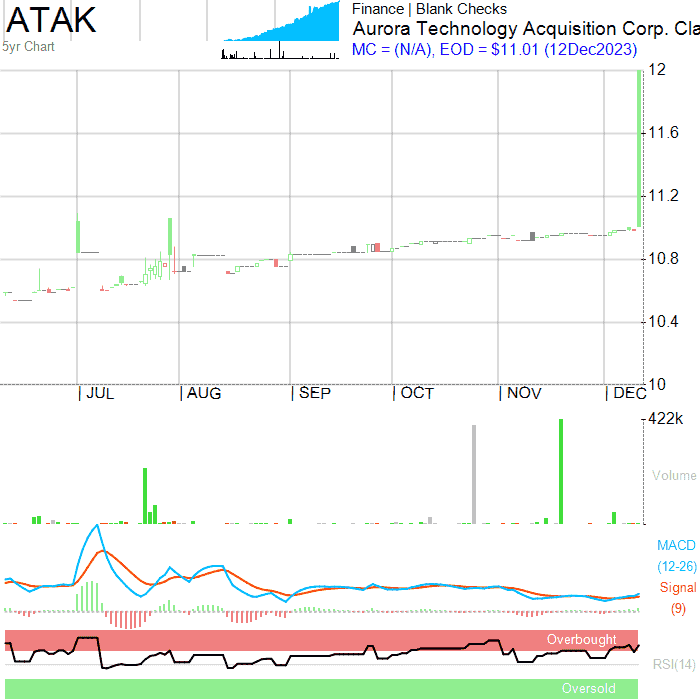 ATAK
5yr Chart
Finance | Blank Checks
Aurora Technology Acquisition Corp. Cla
MC = (N/A), EOD = $11.01 (12Dec2023)
12
11.6
11.2
10.8
10.4
10
| JUL | AUG | SEP | OCT | NOV | DEC
422k
Volume
MACD
(12-26)
Signal
(9)
Overbought
RSI(14)
Oversold